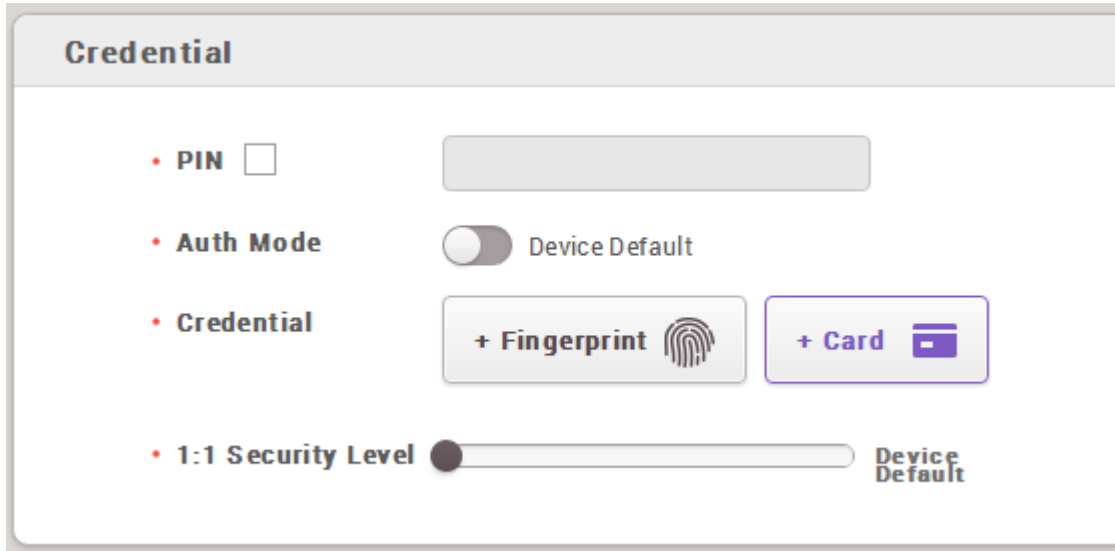 Credential
• PIN
• Auth Mode Device Default
• Credential + Fingerprint + Card
• 1:1 Security Level Device
Default